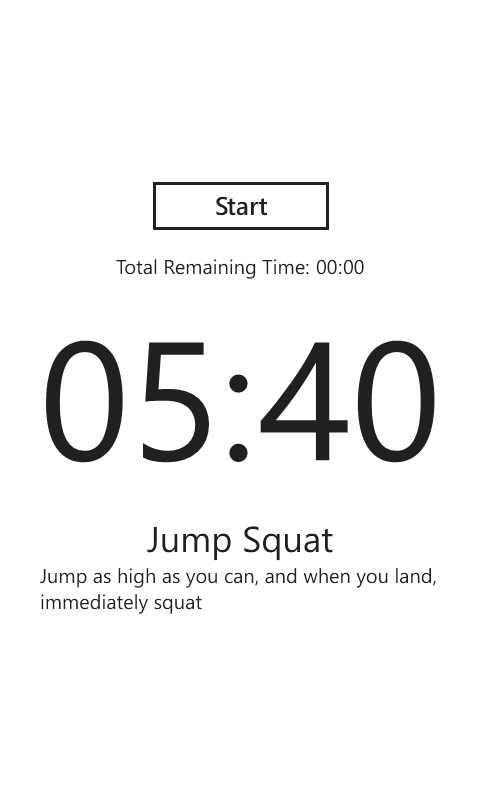 Start
Total Remaining Time: 00:00
05:40
Jump Squat
Jump as high as you can, and when you land,
immediately squat